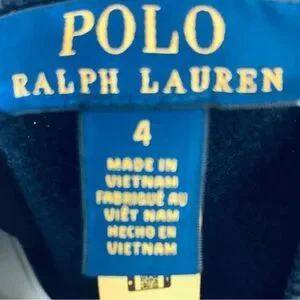 POLO
RALPH LAUREN
4
MADE IN
VIETNAM
FABRIQUÉ AU
VIÊT NAM
HECHO EN
VIETNAM